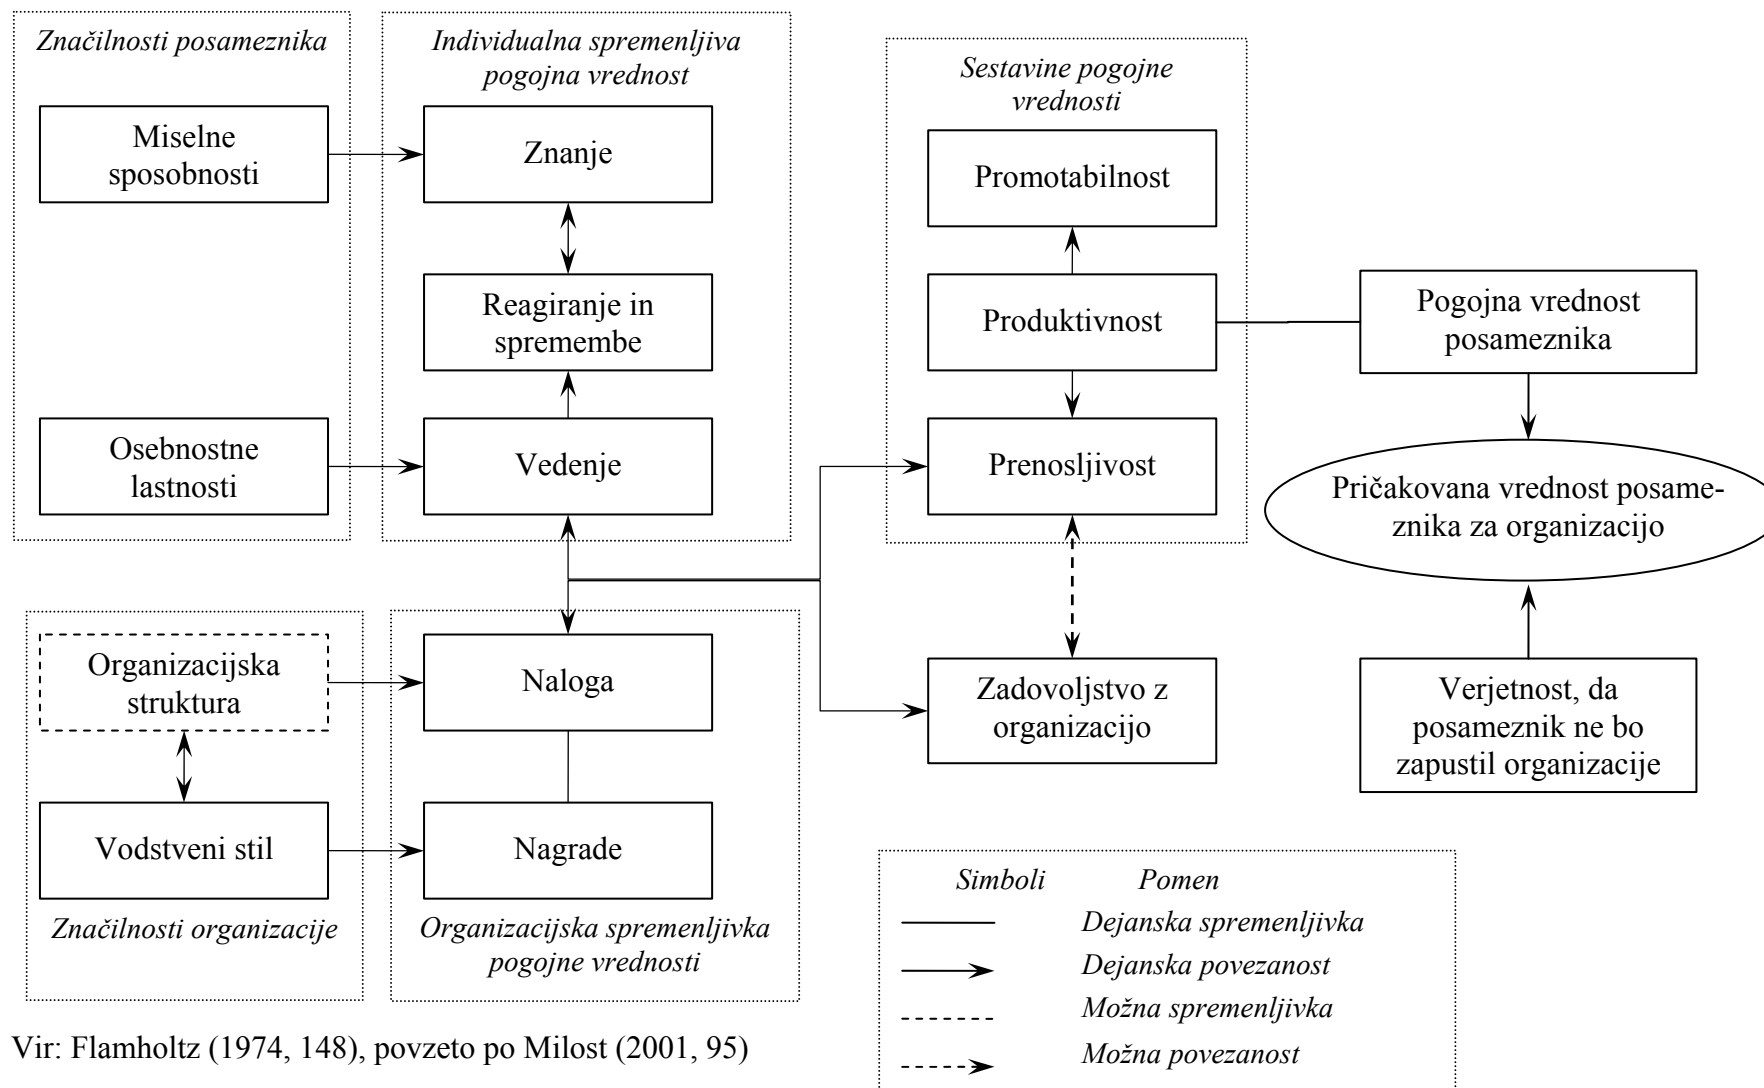 Značilnosti posameznika
Miselne
sposobnosti
Osebnostne
lastnosti
Individualna spremenljiva
pogojna vrednost
Znanje
Reagiranje in
spremembe
Vedenje
Sestavine pogojne
vrednosti
Promotabilnost
Produktivnost
Prenosljivost
Pogojna vrednost
posameznika
Pričakovana vrednost posame-
znika za organizacijo
Verjetnost, da
posameznik ne bo
zapustil organizacije
Organizacijska
struktura
Vodstveni stil
Značilnosti organizacije
Naloga
Nagrade
Organizacijska spremenljivka
pogojne vrednosti
Zadovoljstvo z
organizacijo
Simboli Pomen
Dejanska spremenljivka
Dejanska povezanost
Možna spremenljivka
Možna povezanost
Vir: Flamholtz (1974, 148), povzeto po Milost (2001, 95)